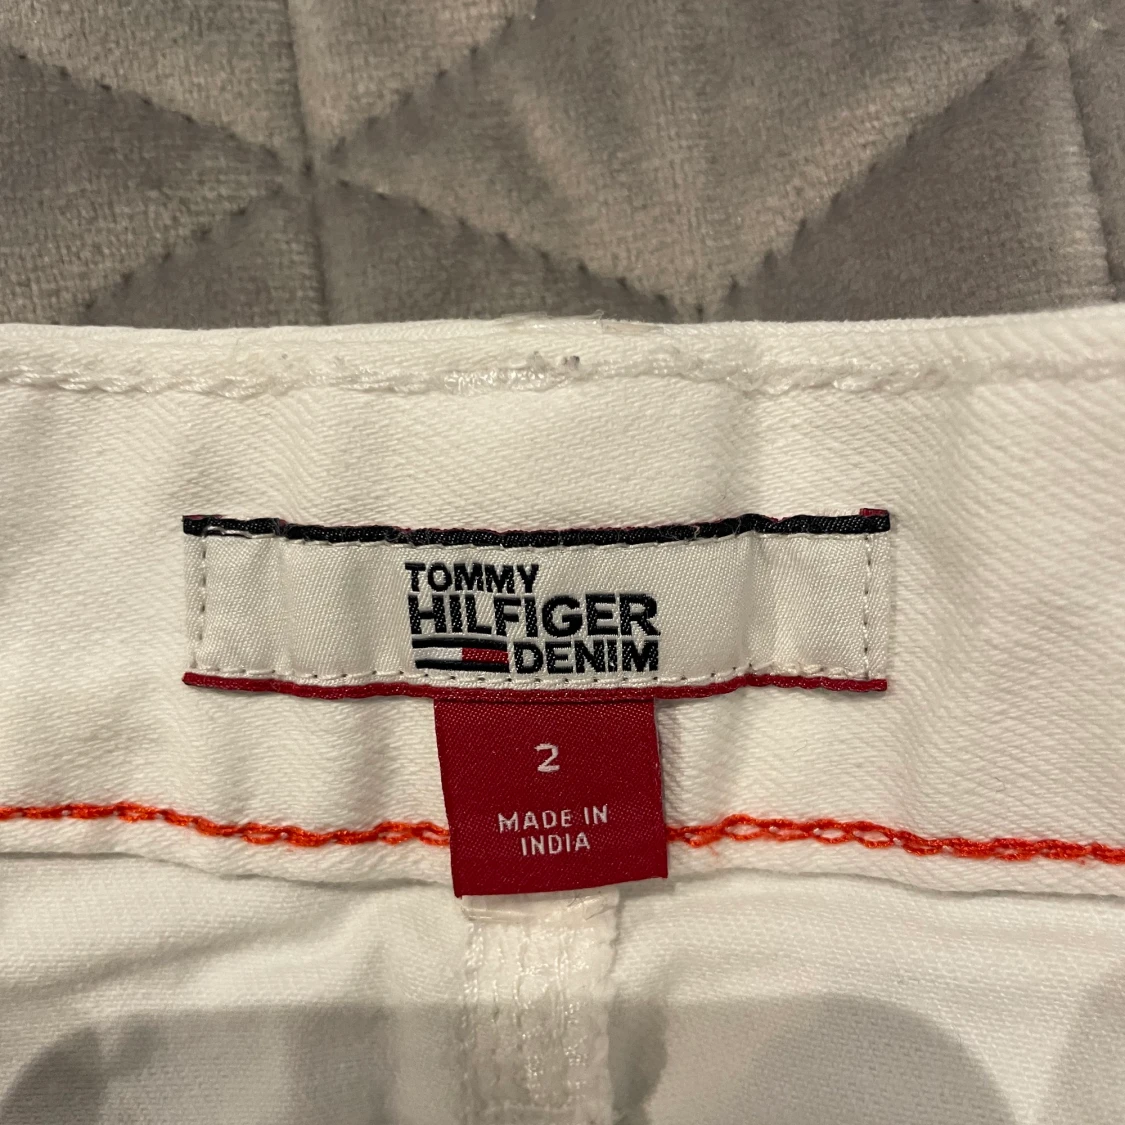 TOMMY
HILFIGER
DENIM
2
MADE IN
INDIA